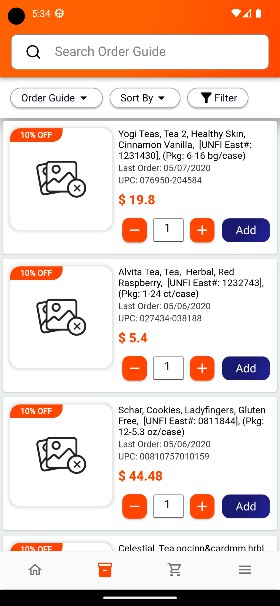 5:34
Search Order Guide
Order Guide
Sort By
Filter
10% OFF
Yogi Teas, Tea 2, Healthy Skin,
Cinnamon Vanilla, [UNFI East#:
1231430], (Pkg: 6-16 bg/case)
Last Order: 05/07/2020
UPC: 076950-204584
$ 19.8
1
Add
10% OFF
Alvita Tea, Tea, Herbal, Red
Raspberry, [UNFI East#: 1232743],
(Pkg: 1-24 ct/case)
Last Order: 05/06/2020
UPC: 027434-038188
$ 5.4
1
Add
10% OFF
Schar, Cookies, Ladyfingers, Gluten
Free, [UNFI East#: 0811844], (Pkg:
12-5.3 oz/case)
Last Order: 05/06/2020
UPC: 00810757010159
$ 44.48
1
Add
10% OFF
Celestial, Tea,